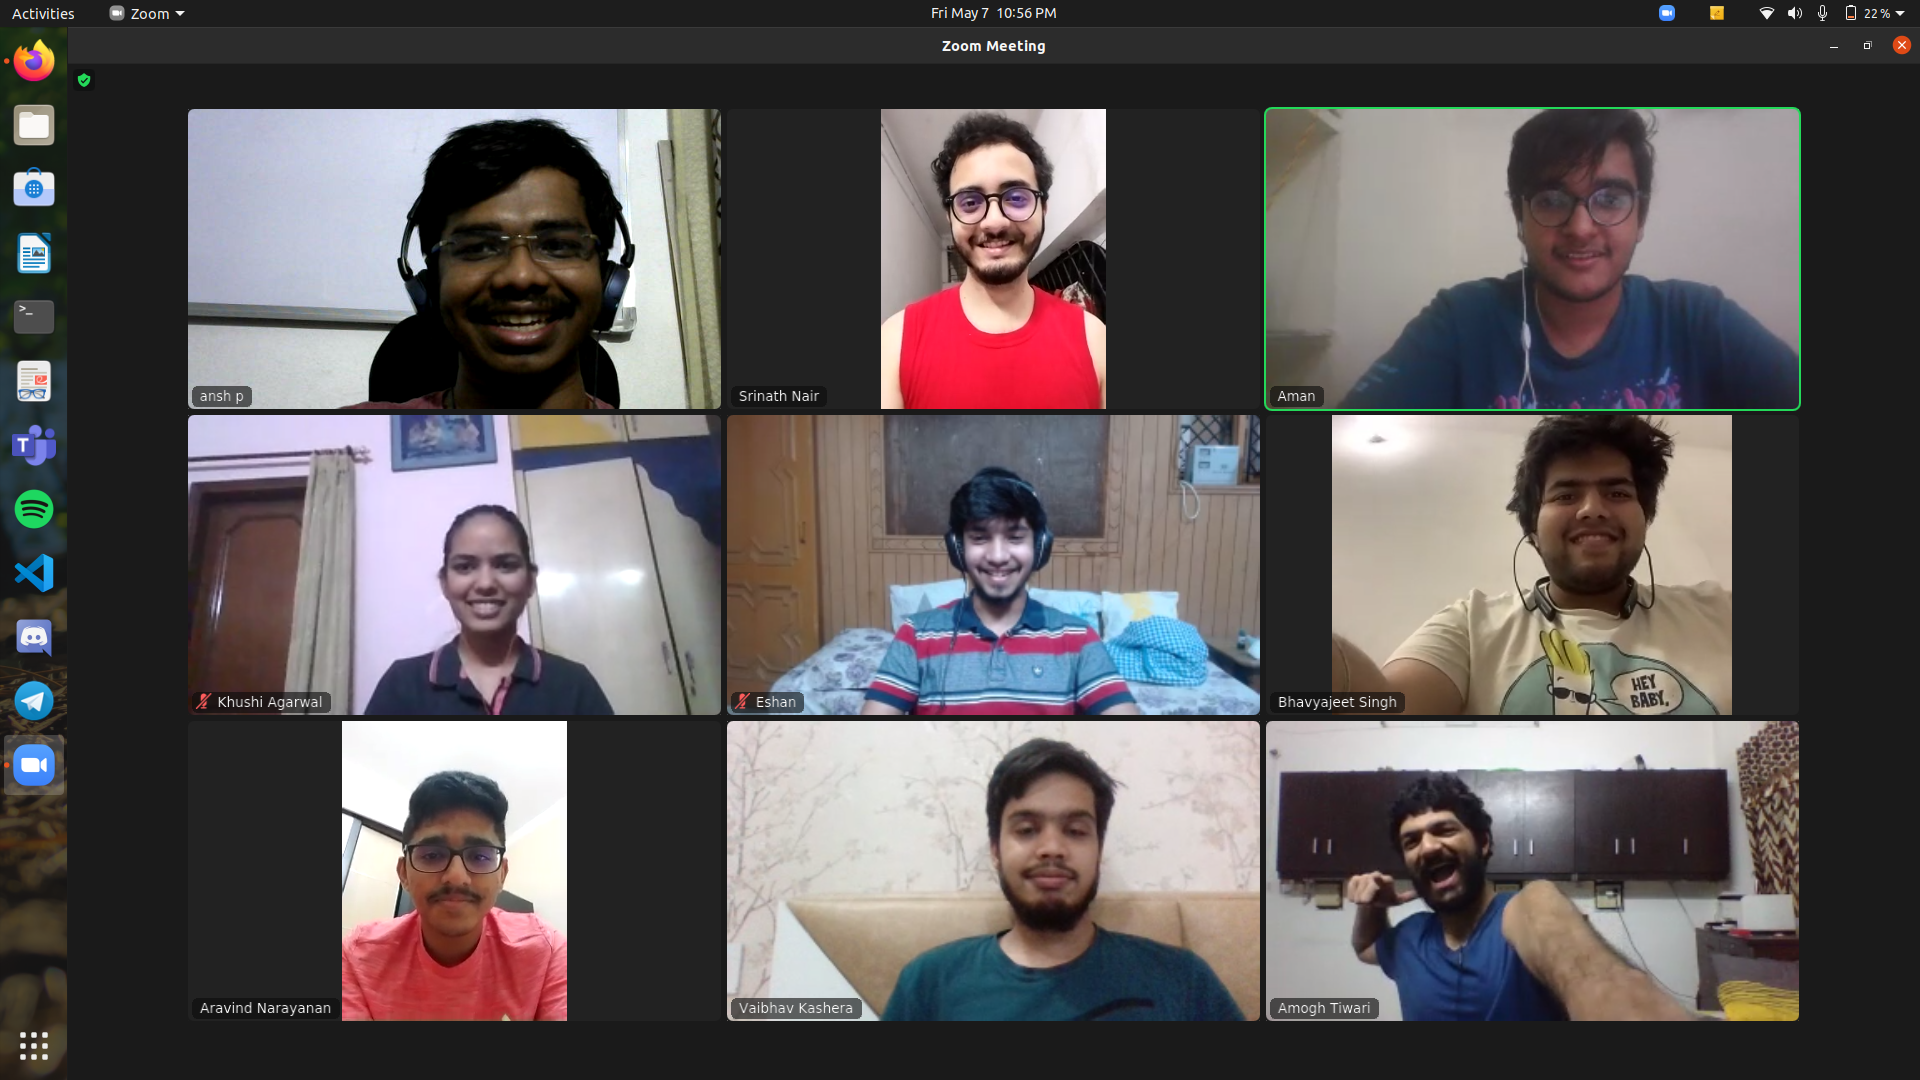 Activities
Zoom
Fri May 7 10:56 PM
22 %
Zoom Meeting
ansh p
Srinath Nair
Aman
>_
T
Khushi Agarwal
Eshan
HEY
BABY,
Bhavyajeet Singh
Aravind Narayanan
Vaibhav Kashera
Amogh Tiwari